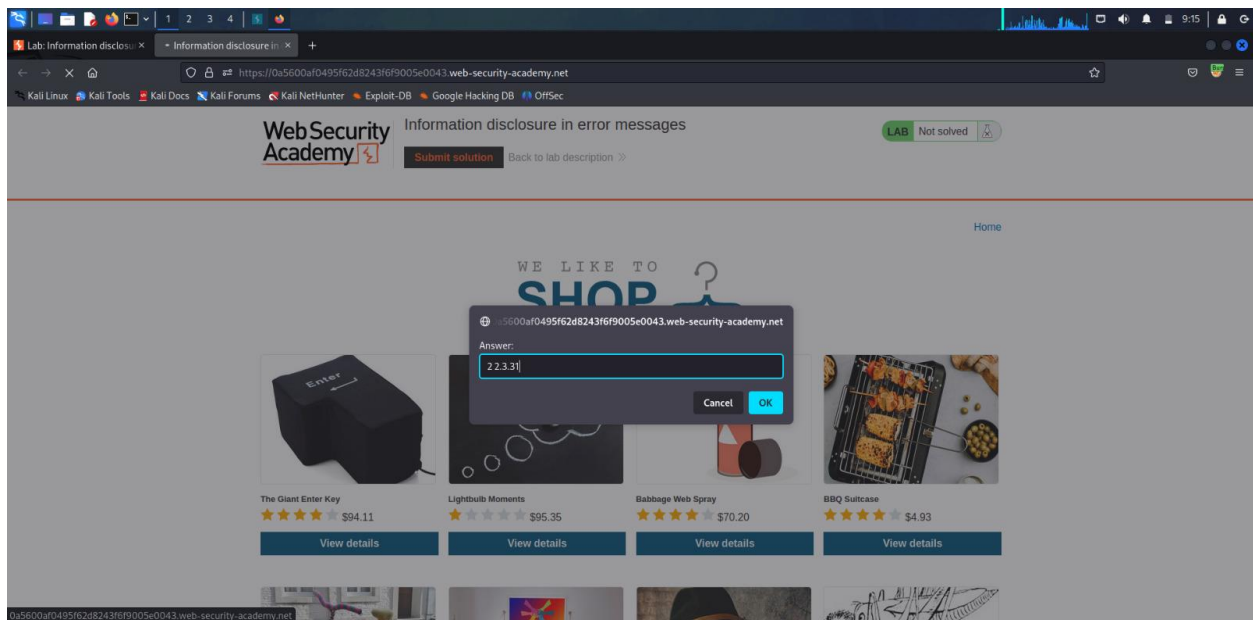 1 2 3 4 9:15
Lab: Information disclosu Information disclosure in
https://0a5600af0495f62d8243f6f9005e0043.web-security-academy.net
Kali Linux Kali Tools Kali Docs Kali Forums Kali NetHunter Exploit-DB Google Hacking DB OffSec
Web Security Academy
Information disclosure in error messages
Submit solution Back to lab description
LAB Not solved
Home
WE LIKE TO
SHOP
5600af0495f62d8243f6f9005e0043.web-security-academy.net
Answer:
2 2.3.31
Cancel OK
Enter
The Giant Enter Key
$94.11
View details
Lightbulb Moments
$95.35
View details
Babbage Web Spray
$70.20
View details
BBQ Suitcase
$4.93
View details
0a5600af0495f62d8243f6f9005e0043.web-security-academy.net